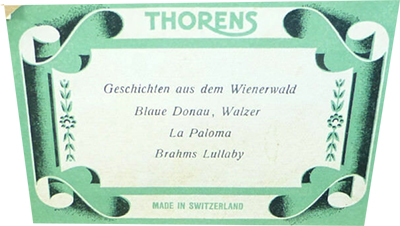 THORENS
Geschichten aus dem Wienerwald
Blaue Donau, Walzer
La Paloma
Brahms Lullaby
MADE IN SWITZERLAND